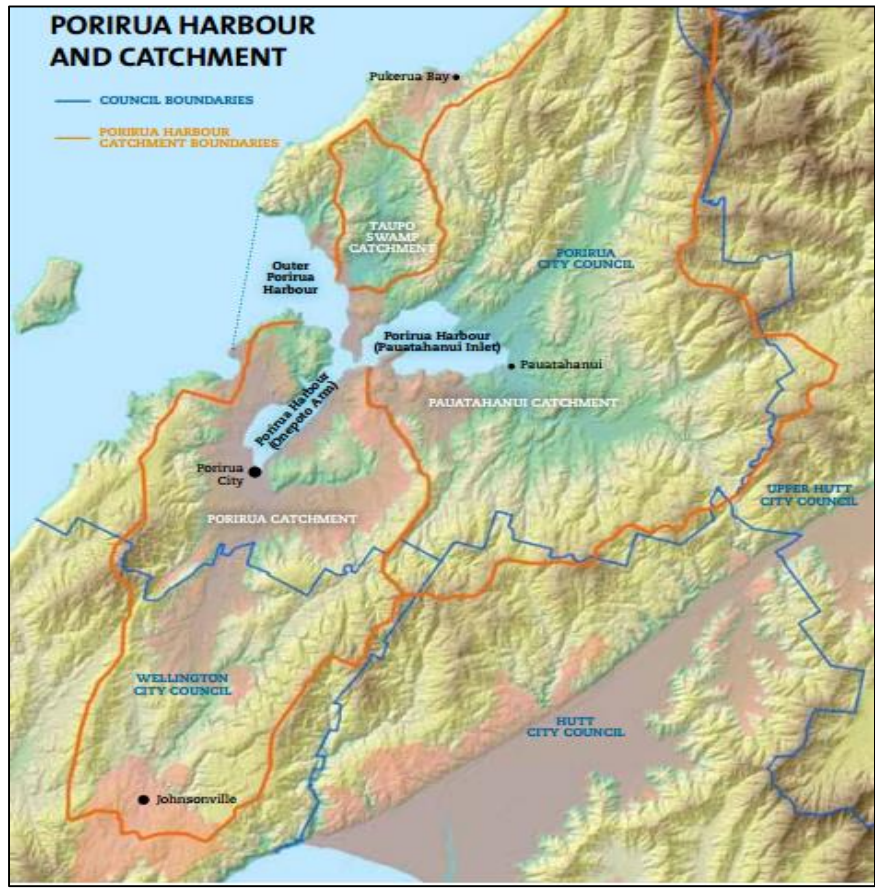 PORIRUA HARBOUR
AND CATCHMENT
COUNCIL BOUNDARIES
PORIRUA HARBOUR
CATCHMENT BOUNDARIES
Pukerua Bay
TAUPO
SWAMP
CATCHMENT
PORIRUA
CITY COUNCIL
Outer
Porirua
Harbour
Porirua Harbour
(Pauatahanui Inlet)
Pauatahanui
Porirua Harbour
(Onepoto Arm)
PAUATAHANUI CATCHMENT
Porirua
City
PORIRUA CATCHMENT
UPPER HUTT
CITY COUNCIL
WELLINGTON
CITY COUNCIL
HUTT
CITY COUNCIL
Johnsonville